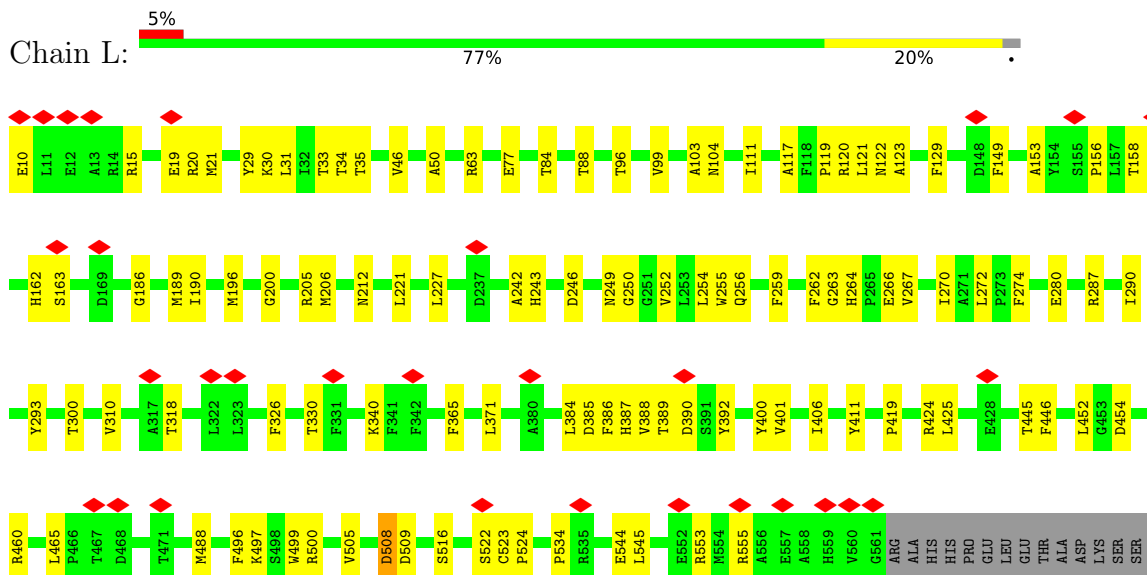 5%
Chain L:
77% 20% •
E10 L11 E12 A13 R14 R15 E19 R20 M21 Y29 K30 L31 I32 T33 T34 T35 V46 A50 R63 E77 T84 T88 T96 V99 A103 N104 I111 A117 F118 P119 R120 L121 N122 A123 F129 D148 F149 A153 Y154 S155 P156 L157 T158
H162 S163 D169 G186 M189 I190 M196 G200 R205 M206 N212 L221 L227 D237 A242 H243 D246 N249 G250 G251 V252 L253 L254 W255 Q256 F259 F262 G263 H264 P265 E266 V267 I270 A271 L272 P273 F274 E280 R287 I290
Y293 T300 V310 A317 T318 L322 L323 F326 T330 F331 K340 F341 F342 F365 L371 A380 L384 D385 F386 H387 V388 T389 D390 S391 Y392 Y400 V401 I406 Y411 P419 R424 L425 E428 T445 F446 L452 G453 D454
R460 L465 P466 T467 D468 T471 M488 F496 K497 S498 W499 R500 V505 D508 D509 S516 S522 C523 P524 P534 R535 E544 L545 E552 R553 M554 R555 A556 E557 A558 H559 V560 G561 ARG ALA HIS HIS PRO GLU LEU GLU THR ALA ASP LYS SER SER